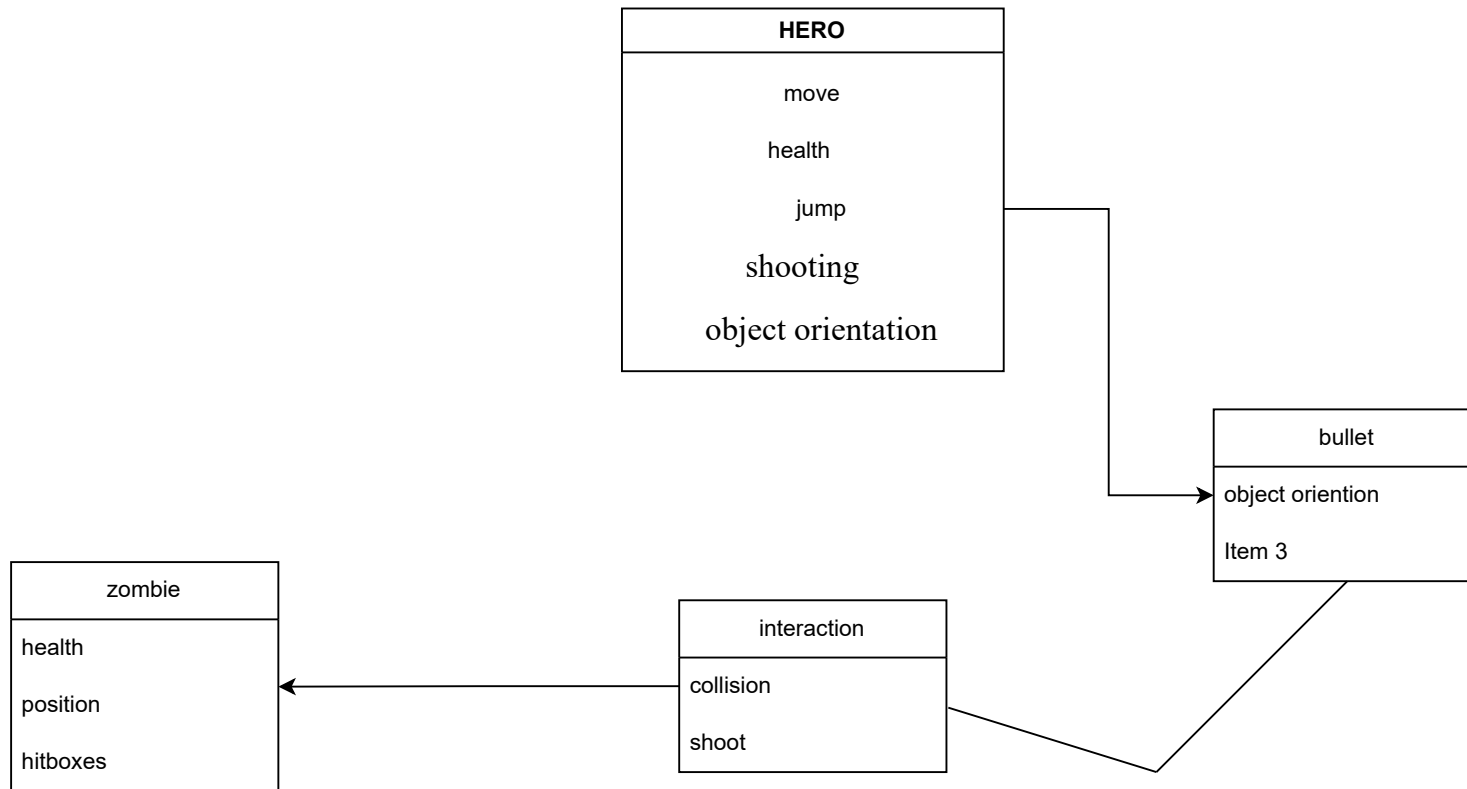 HERO
move
health
jump
shooting
object orientation
bullet
object oriention
Item 3
zombie
health
position
hitboxes
interaction
collision
shoot